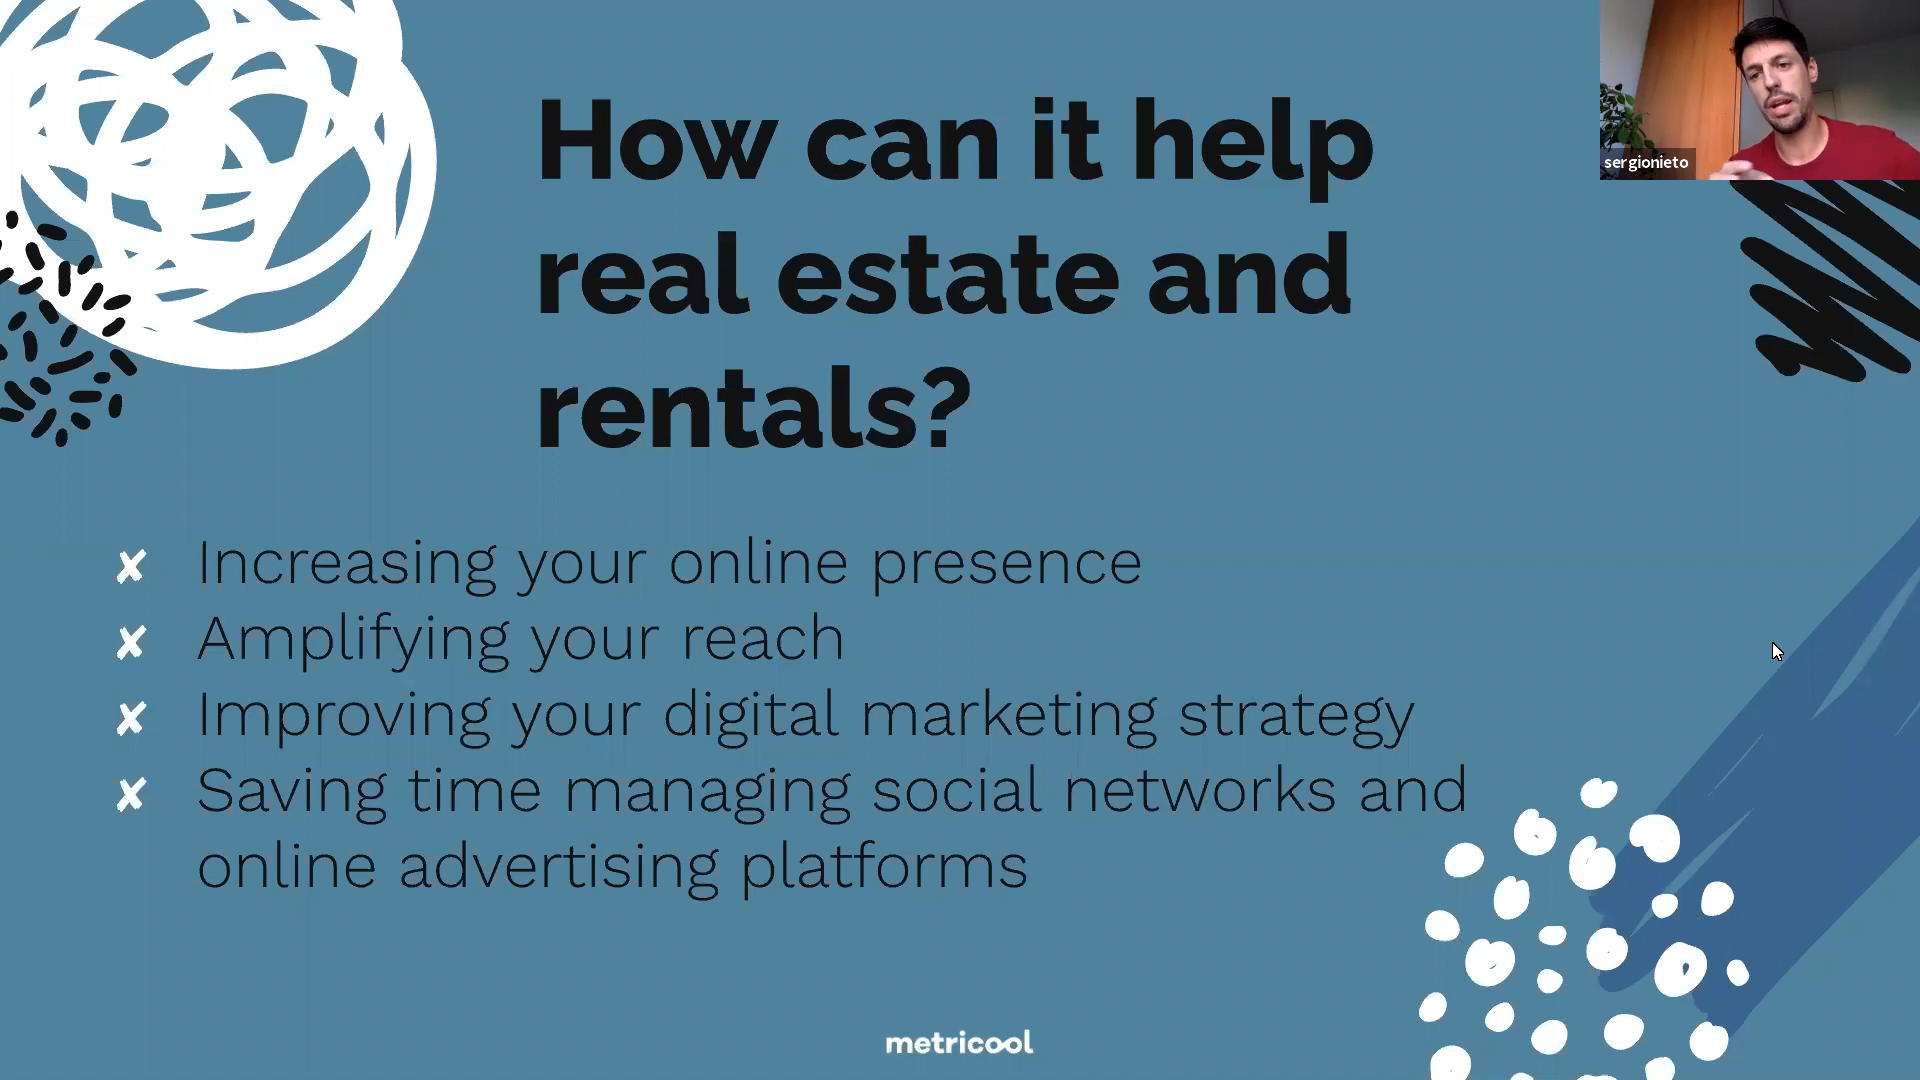 How can it help
real estate and
rentals?
sergionieto
✘ Increasing your online presence
✘ Amplifying your reach
✘ Improving your digital marketing strategy
✘ Saving time managing social networks and
online advertising platforms
metricool